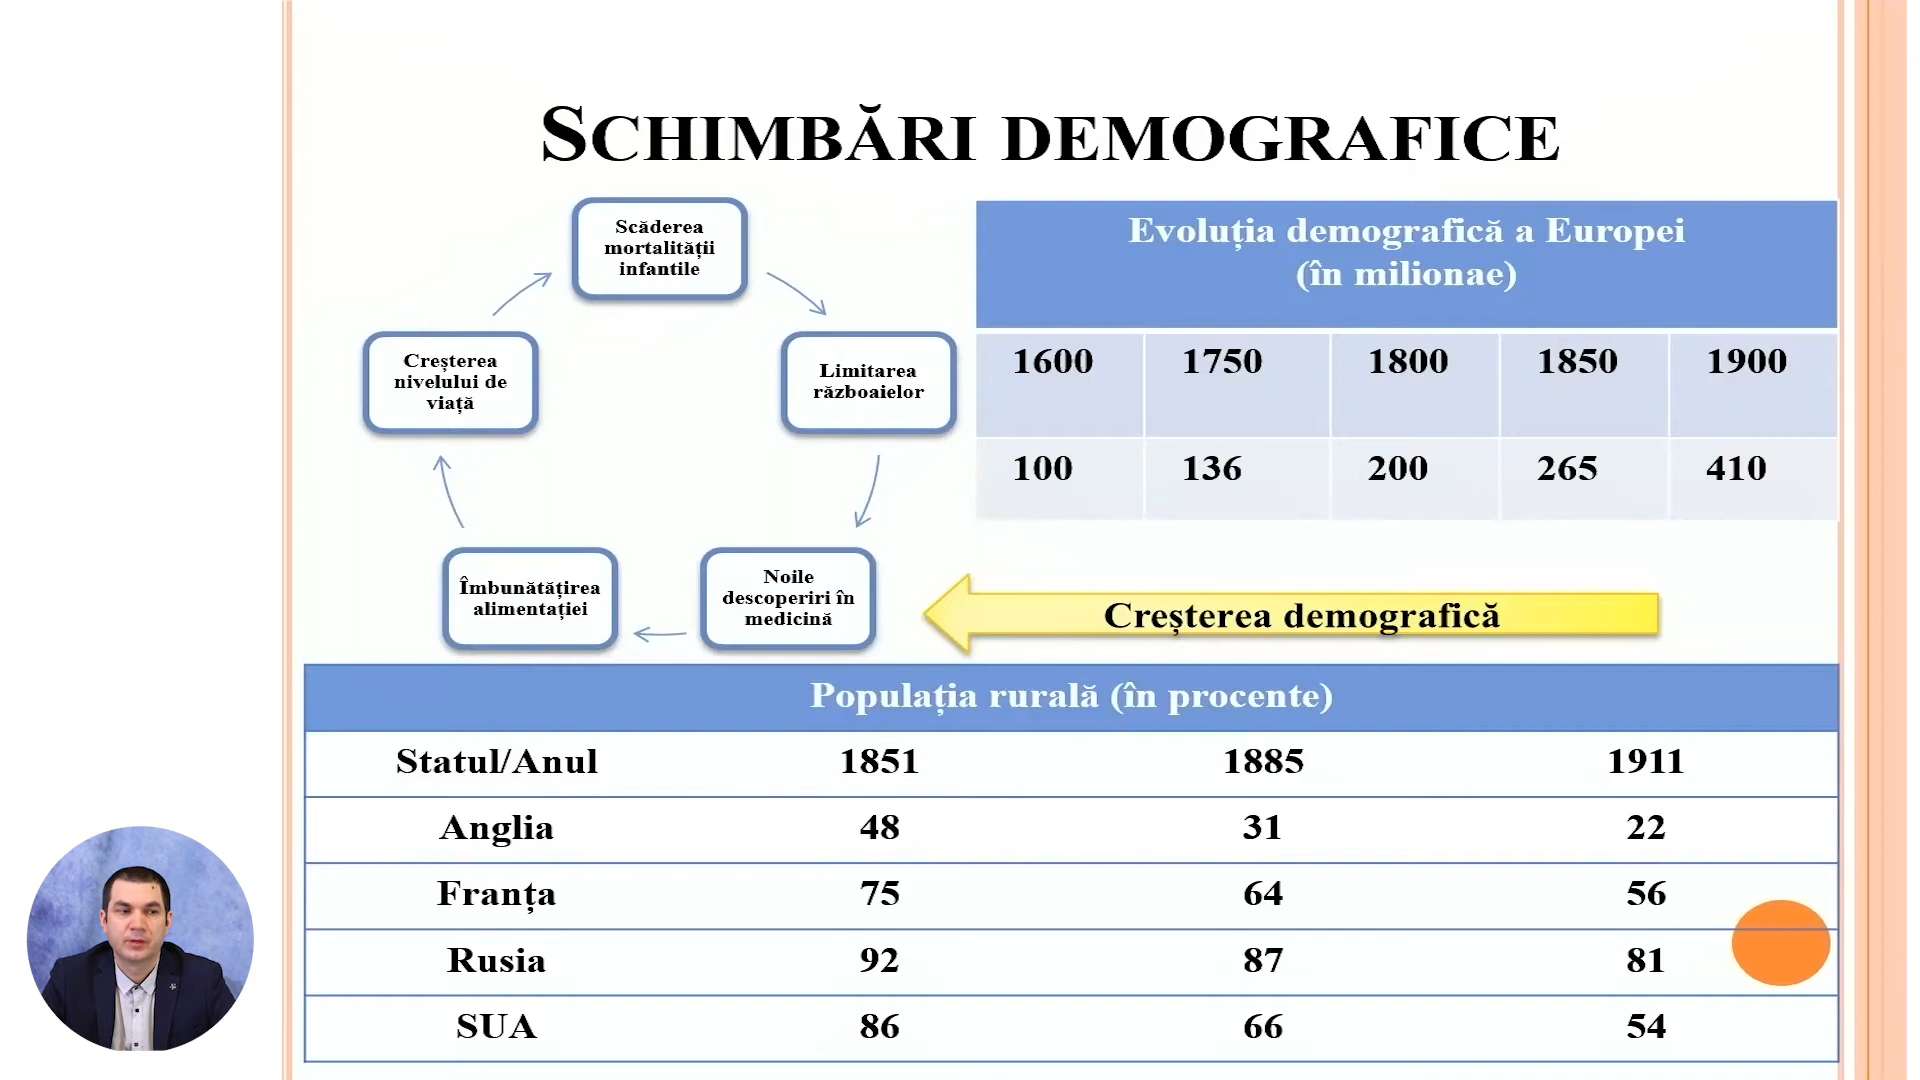 SCHIMBĂRI DEMOGRAFICE
Scăderea
mortalității
infantile
Limitarea
războaielor
Noile
descoperiri în
medicină
Îmbunătățirea
alimentației
Creșterea
nivelului de
viață
Evoluția demografică a Europei
(în milionae)
1600 1750 1800 1850 1900
100 136 200 265 410
Creșterea demografică
Populația rurală (în procente)
Statul/Anul 1851 1885 1911
Anglia 48 31 22
Franța 75 64 56
Rusia 92 87 81
SUA 86 66 54